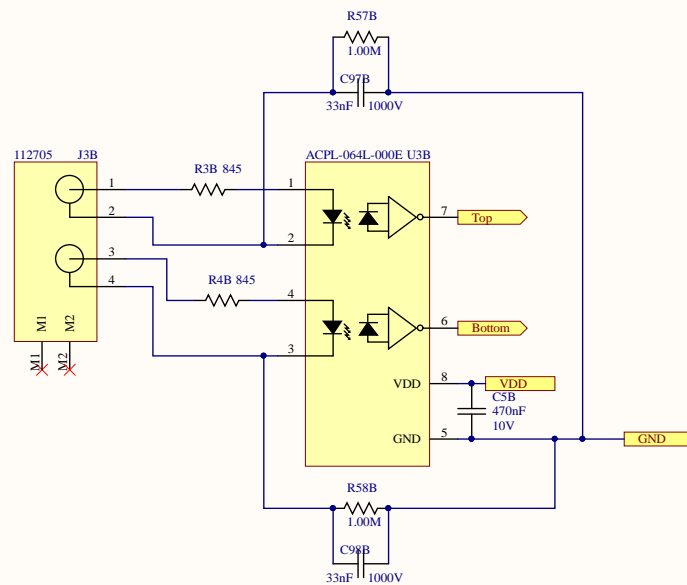 R57B
1.00M
C97B
33nF 1000V
112705 J3B
R3B 845
ACPL-064L-000E U3B
1
1
7
Top
2
2
3
R4B 845
4
4
6
Bottom
3
M1
M2
M1
M2
VDD
8
VDD
C5B
470nF
10V
GND
5
GND
R58B
1.00M
C98B
33nF 1000V